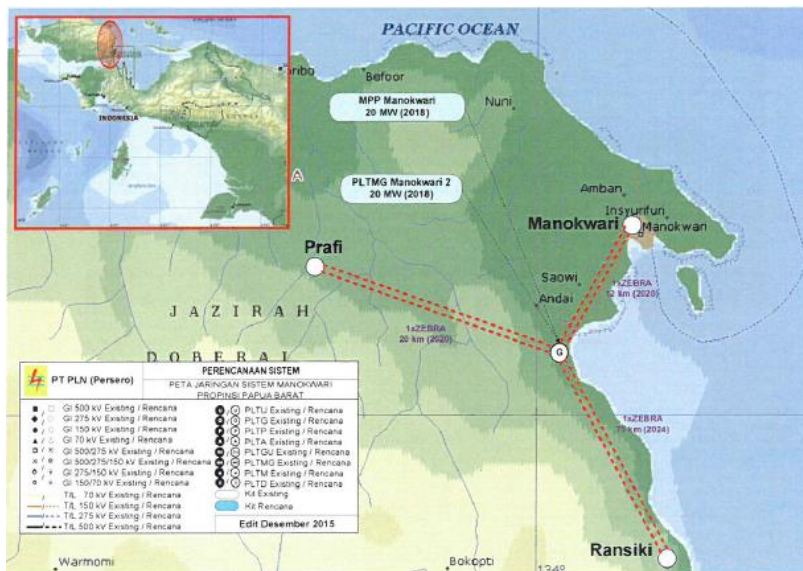 PACIFIC OCEAN
Befoor
MPP Manokwari
20 MW (2018)
Nuni
INDONESIA
A
PLTMG Manokwari 2
20 MW (2018)
Amban
Insyurifun
Manokwari
Manokwari
Prafi
Saowi
Andai
1xZEBRA
12 km (2020)
JAZIRAH
DOBERAI
1xZEBRA
20 km (2020)
G
PT PLN (Persero)
PERENCANAAN SISTEM
PETA JARINGAN SISTEM MANOKWARI
PROPINSI PAPUA BARAT
GI 500 kV Existing / Rencana
GI 275 kV Existing / Rencana
GI 150 kV Existing / Rencana
GI 70 kV Existing / Rencana
GI 500/275 kV Existing / Rencana
GI 500/275/150 kV Existing / Rencana
GI 275/150 kV Existing / Rencana
GI 150/70 kV Existing / Rencana
T/L 70 kV Existing / Rencana
T/L 150 kV Existing / Rencana
T/L 275 kV Existing / Rencana
T/L 500 kV Existing / Rencana
PLTU Existing / Rencana
PLTG Existing / Rencana
PLTP Existing / Rencana
PLTA Existing / Rencana
PLTGU Existing / Rencana
PLTMG Existing / Rencana
PLTM Existing / Rencana
PLTD Existing / Rencana
Kit Existing
Kit Rencana
Edit Desember 2015
1xZEBRA
km (2024)
Ransiki
Warmomi
Bokopti
134°